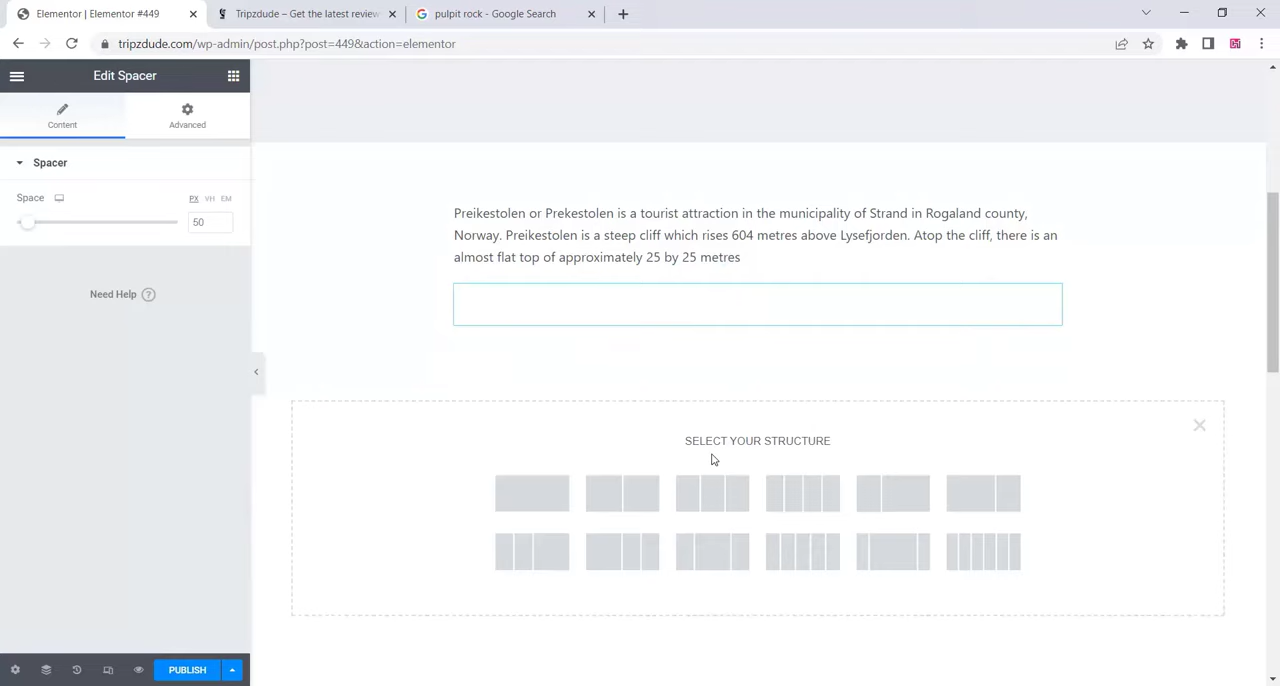 Elementor | Elementor #449
Tripzdude – Get the latest review
pulpit rock - Google Search
tripzdude.com/wp-admin/post.php?post=449&action=elementor
Edit Spacer
Content
Advanced
Spacer
Space
PX VH EM
50
Need Help ?
Preikestolen or Prekestolen is a tourist attraction in the municipality of Strand in Rogaland county,
Norway. Preikestolen is a steep cliff which rises 604 metres above Lysefjorden. Atop the cliff, there is an
almost flat top of approximately 25 by 25 metres
SELECT YOUR STRUCTURE
PUBLISH